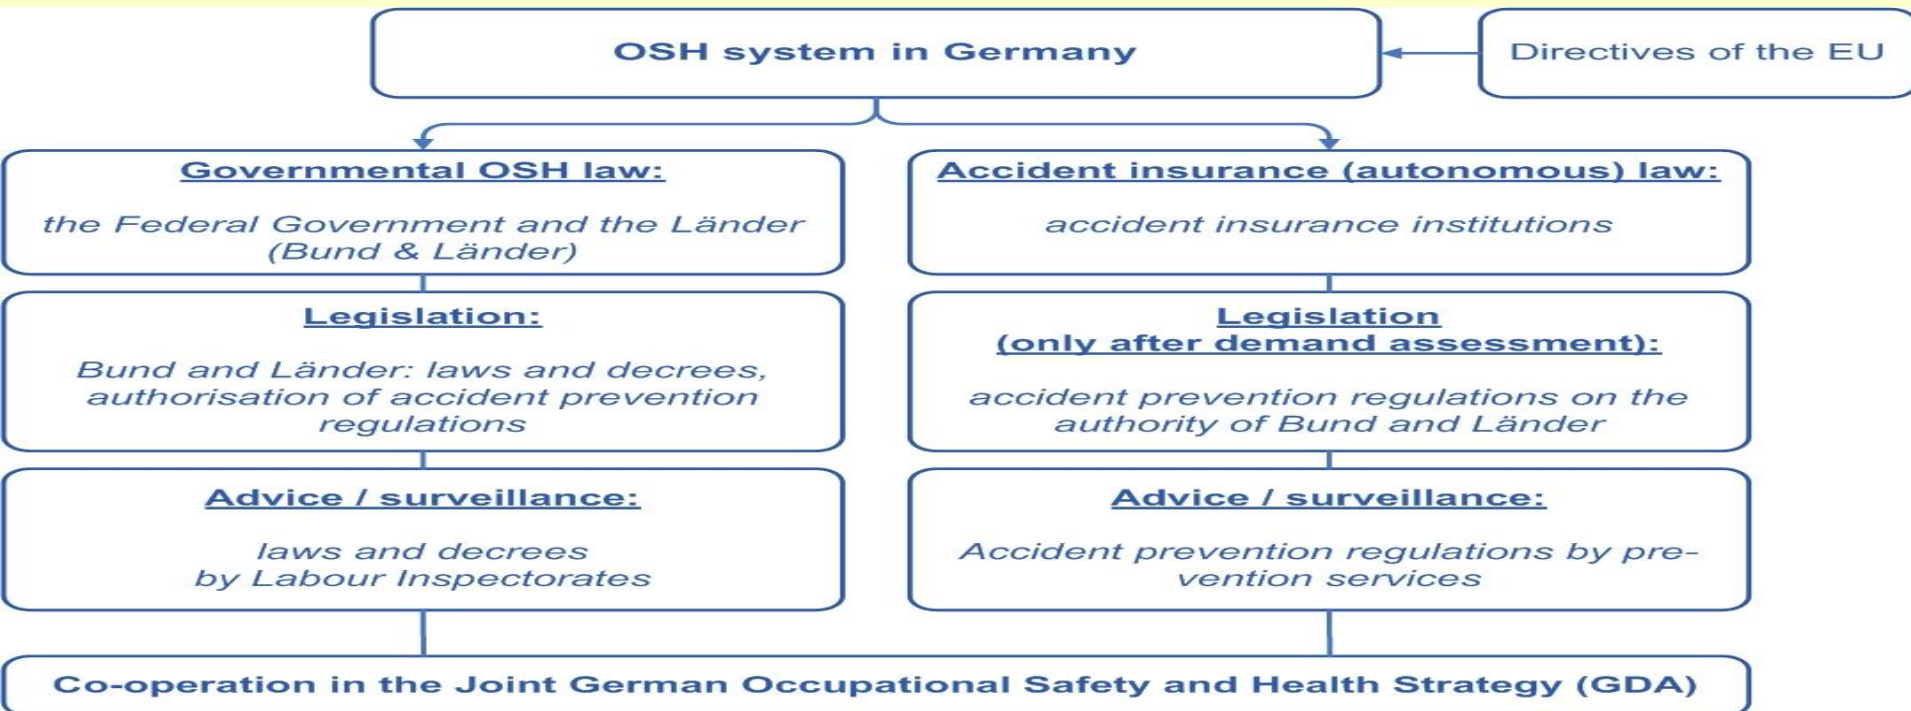 OSH system in Germany
Directives of the EU
Governmental OSH law:
the Federal Government and the Länder
(Bund & Länder)
Accident insurance (autonomous) law:
accident insurance institutions
Legislation:
Bund and Länder: laws and decrees,
authorisation of accident prevention
regulations
Legislation
(only after demand assessment):
accident prevention regulations on the
authority of Bund and Länder
Advice / surveillance:
laws and decrees
by Labour Inspectorates
Advice / surveillance:
Accident prevention regulations by pre-
vention services
Co-operation in the Joint German Occupational Safety and Health Strategy (GDA)